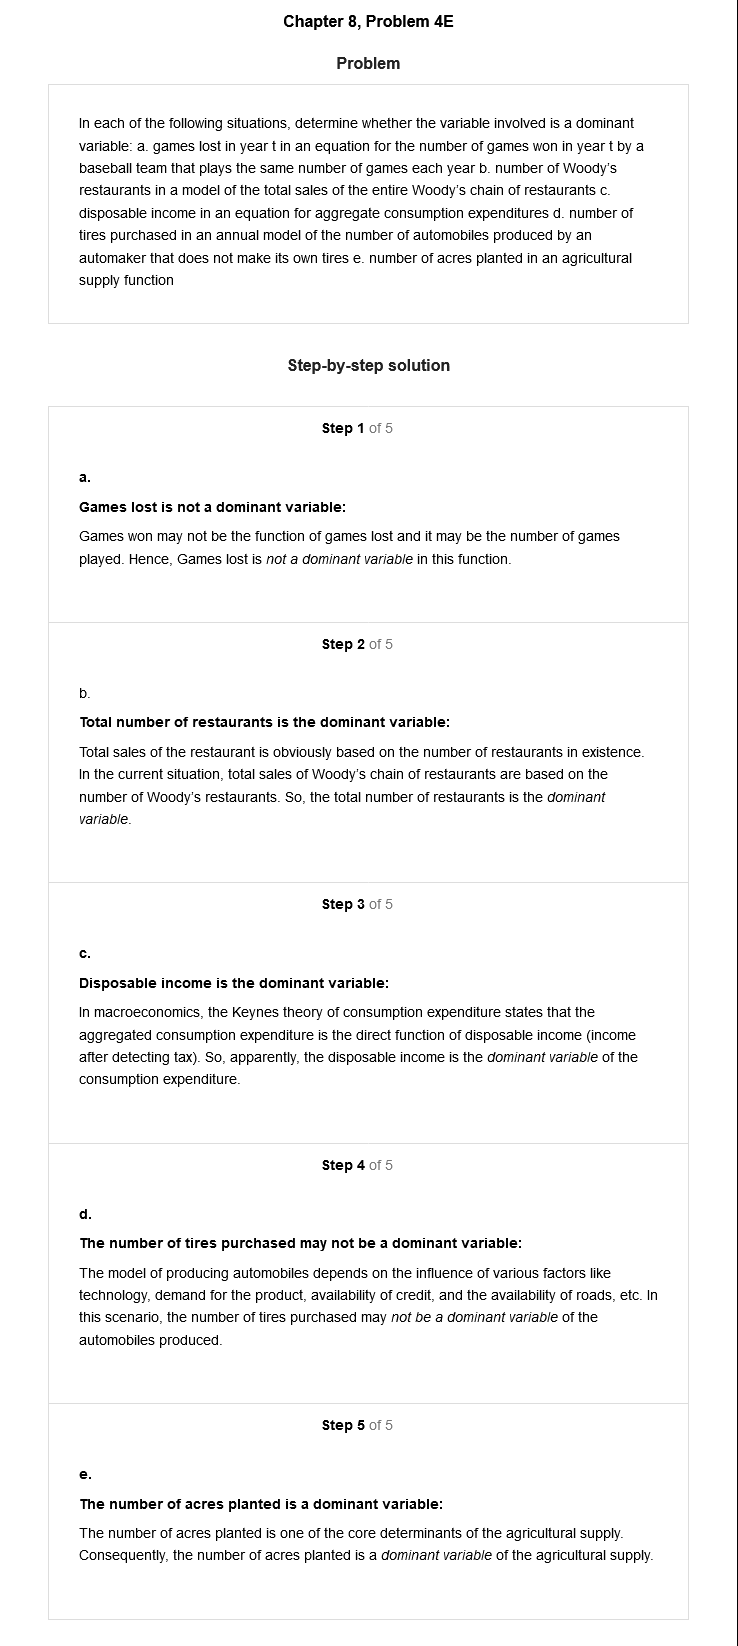 Chapter 8, Problem 4E
Problem
In each of the following situations, determine whether the variable involved is a dominant
variable: a. games lost in year t in an equation for the number of games won in year t by a
baseball team that plays the same number of games each year b. number of Woody's
restaurants in a model of the total sales of the entire Woody's chain of restaurants c.
disposable income in an equation for aggregate consumption expenditures d. number of
tires purchased in an annual model of the number of automobiles produced by an
automaker that does not make its own tires e. number of acres planted in an agricultural
supply function
Step-by-step solution
Step 1 of 5
a.
Games lost is not a dominant variable:
Games won may not be the function of games lost and it may be the number of games
played. Hence, Games lost is not a dominant variable in this function.
Step 2 of 5
b.
Total number of restaurants is the dominant variable:
Total sales of the restaurant is obviously based on the number of restaurants in existence.
In the current situation, total sales of Woody's chain of restaurants are based on the
number of Woody's restaurants. So, the total number of restaurants is the dominant
variable.
Step 3 of 5
c.
Disposable income is the dominant variable:
In macroeconomics, the Keynes theory of consumption expenditure states that the
aggregated consumption expenditure is the direct function of disposable income (income
after detecting tax). So, apparently, the disposable income is the dominant variable of the
consumption expenditure.
Step 4 of 5
d.
The number of tires purchased may not be a dominant variable:
The model of producing automobiles depends on the influence of various factors like
technology, demand for the product, availability of credit, and the availability of roads, etc. In
this scenario, the number of tires purchased may not be a dominant variable of the
automobiles produced.
Step 5 of 5
e.
The number of acres planted is a dominant variable:
The number of acres planted is one of the core determinants of the agricultural supply.
Consequently, the number of acres planted is a dominant variable of the agricultural supply.